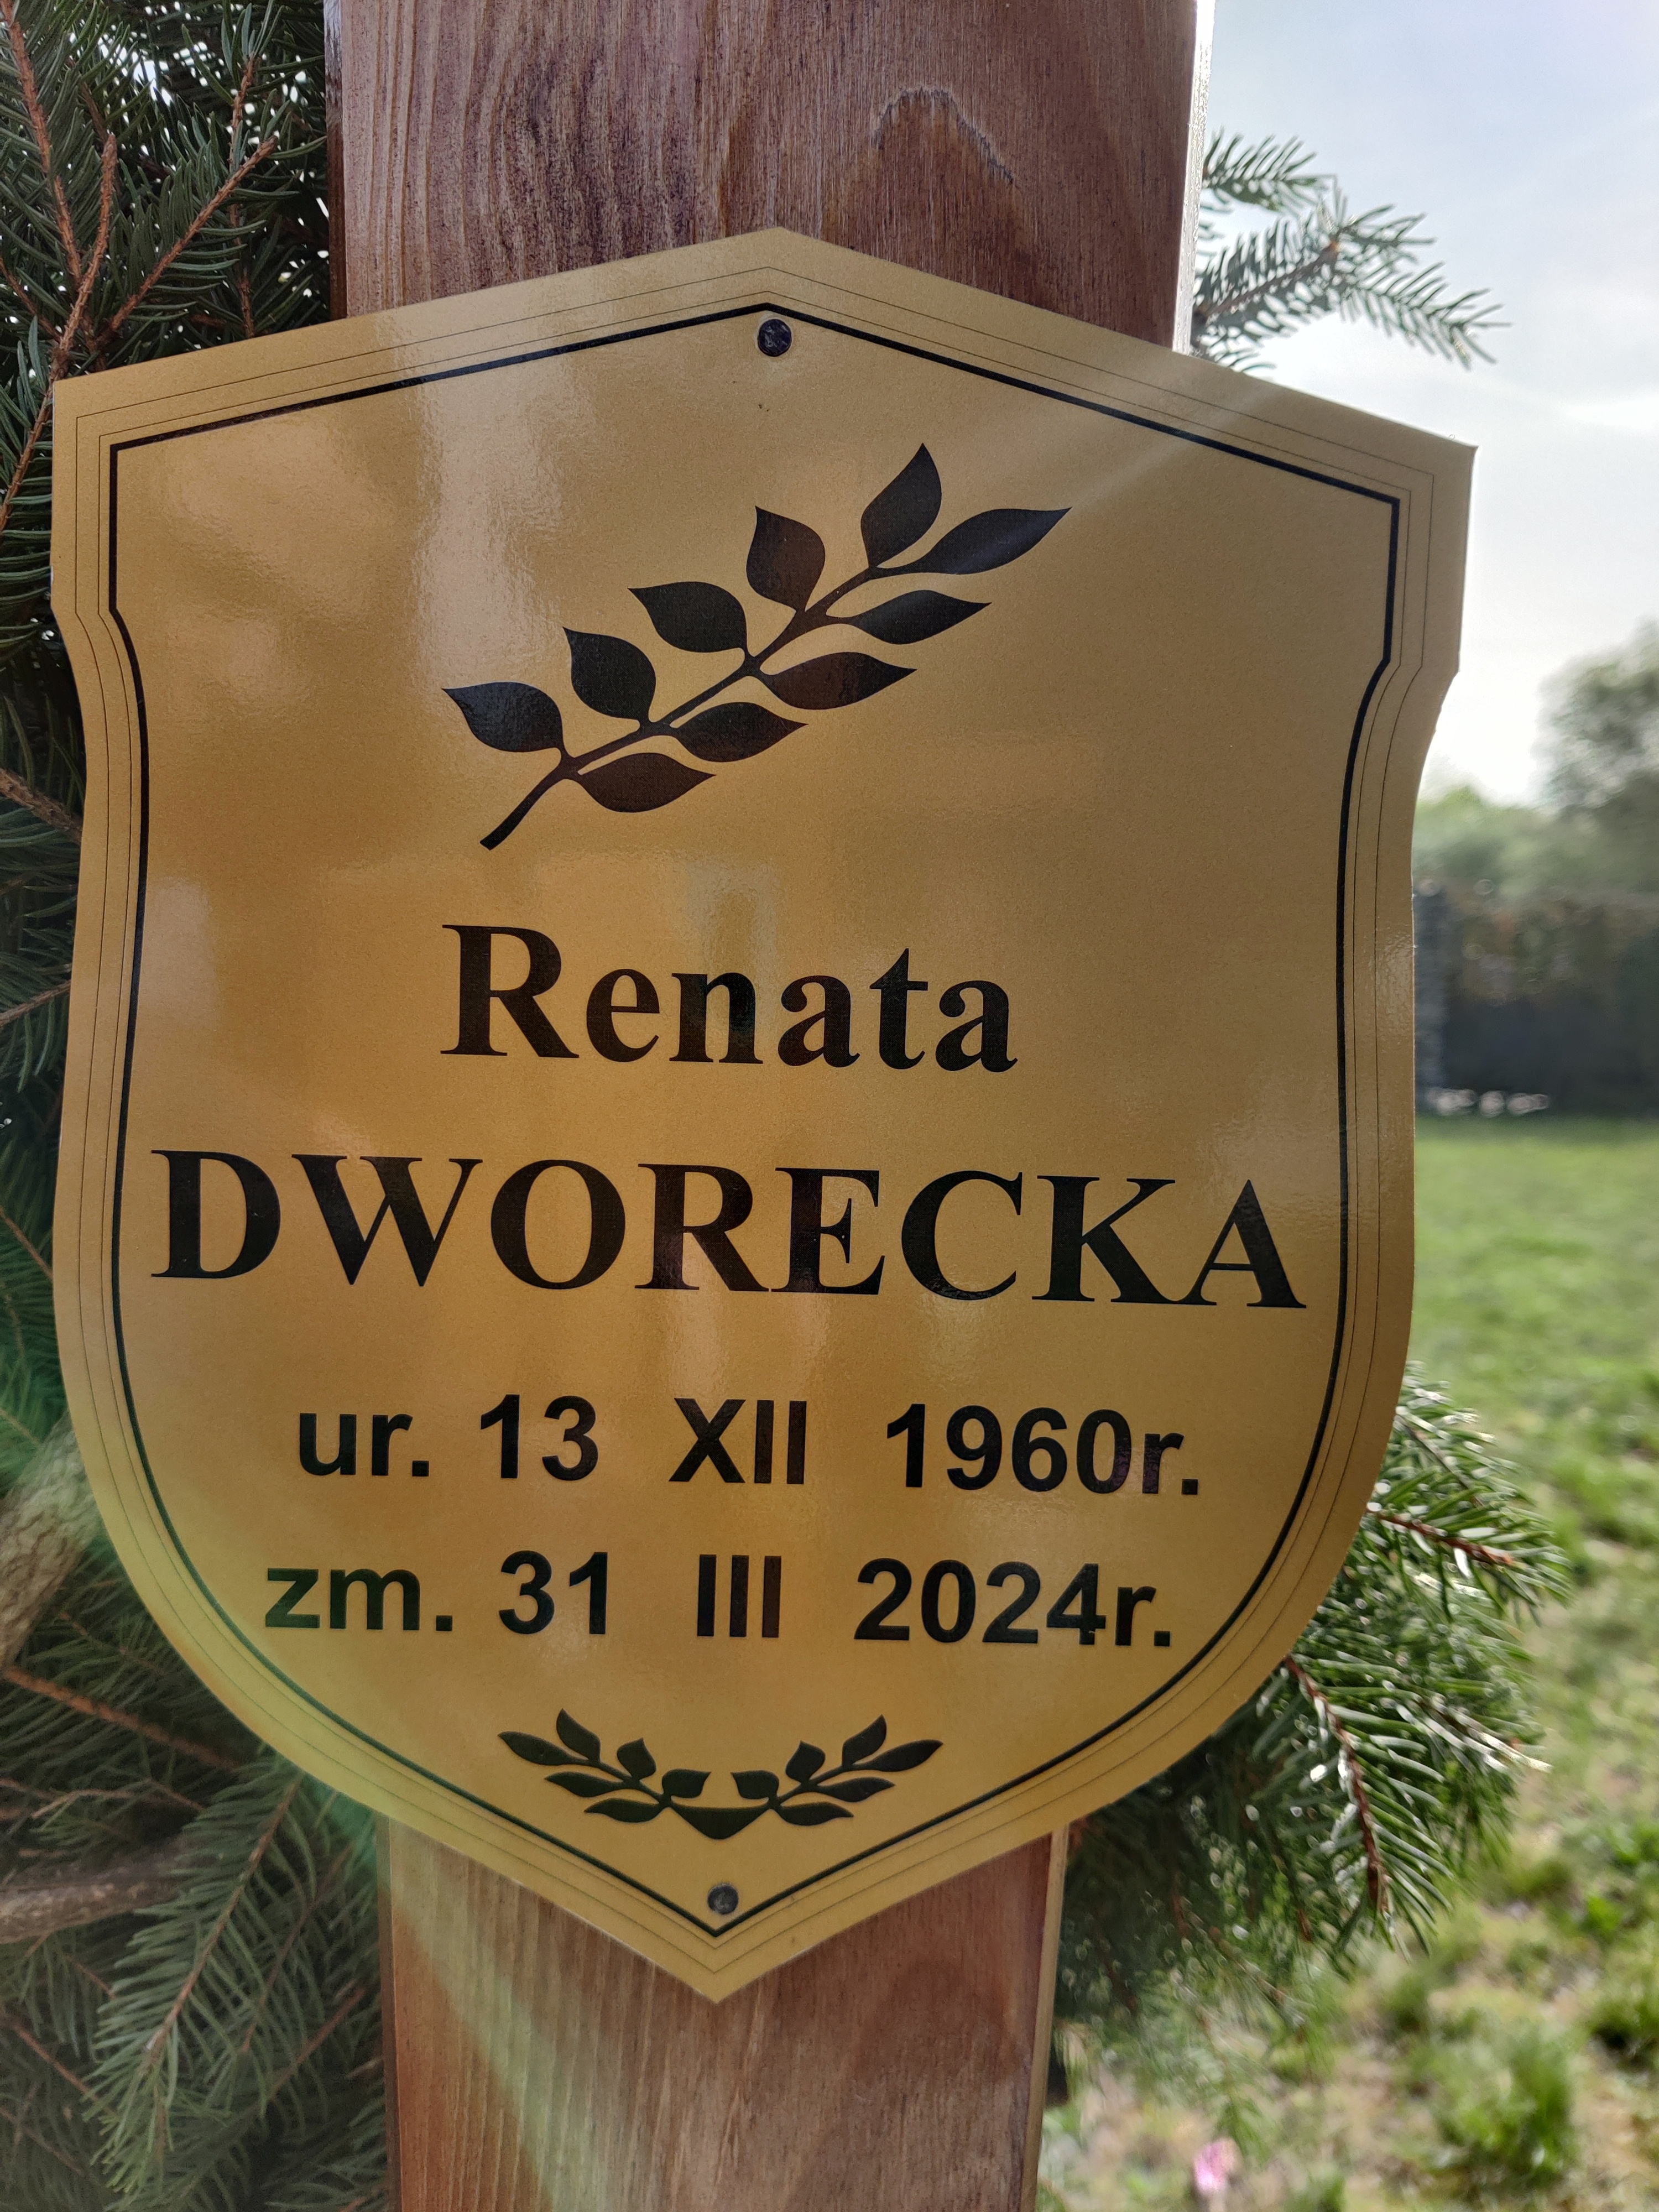 Renata
DWORECKA
ur. 13 XII 1960r.
zm. 31 III 2024r.